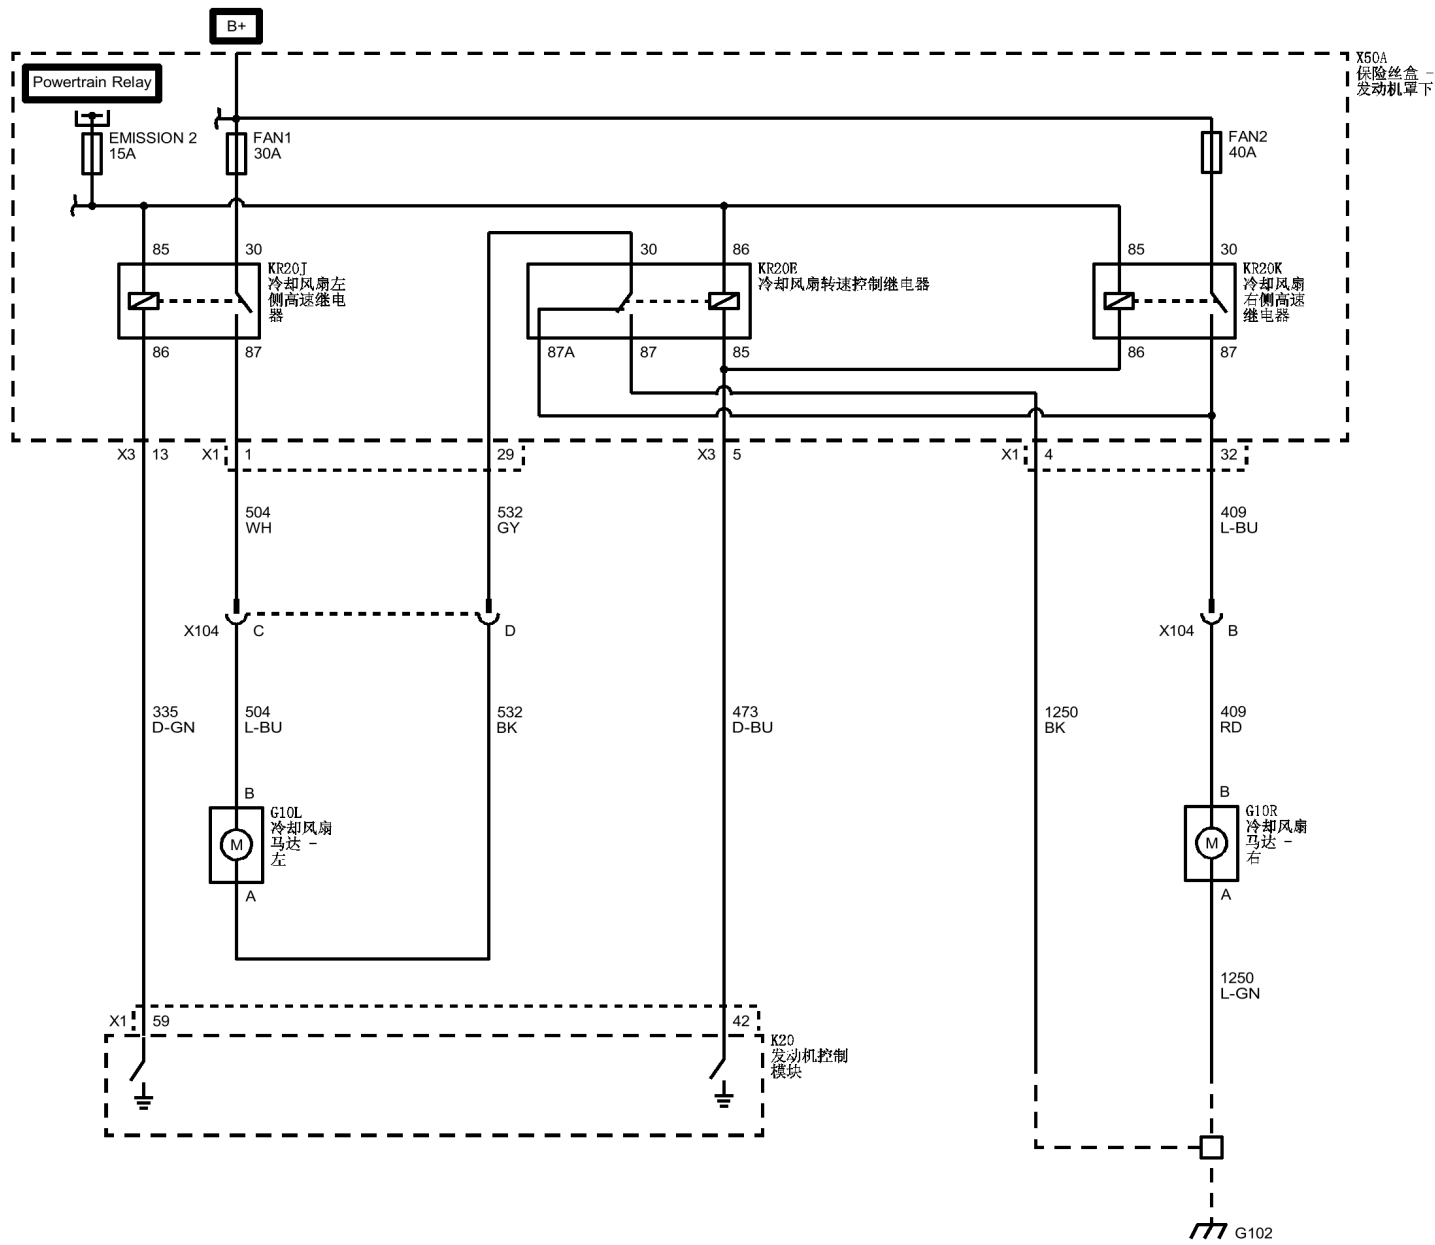 B+
X50A
保险丝盒 -
发动机罩下
Powertrain Relay
EMISSION 2
15A
FAN1
30A
FAN2
40A
85
30
KR20J
冷却风扇左
侧高速继电
器
86
87
30
86
KR20E
冷却风扇转速控制继电器
87A
87
85
85
30
KR20K
冷却风扇
右侧高速
继电器
86
87
X3
13
X1
1
29
X3
5
X1
4
32
504
WH
532
GY
409
L-BU
X104
C
D
X104
B
335
D-GN
504
L-BU
532
BK
473
D-BU
1250
BK
409
RD
B
G10L
冷却风扇
马达 -
左
M
A
B
G10R
冷却风扇
马达 -
右
M
A
1250
L-GN
X1
59
42
K20
发动机控制
模块
G102